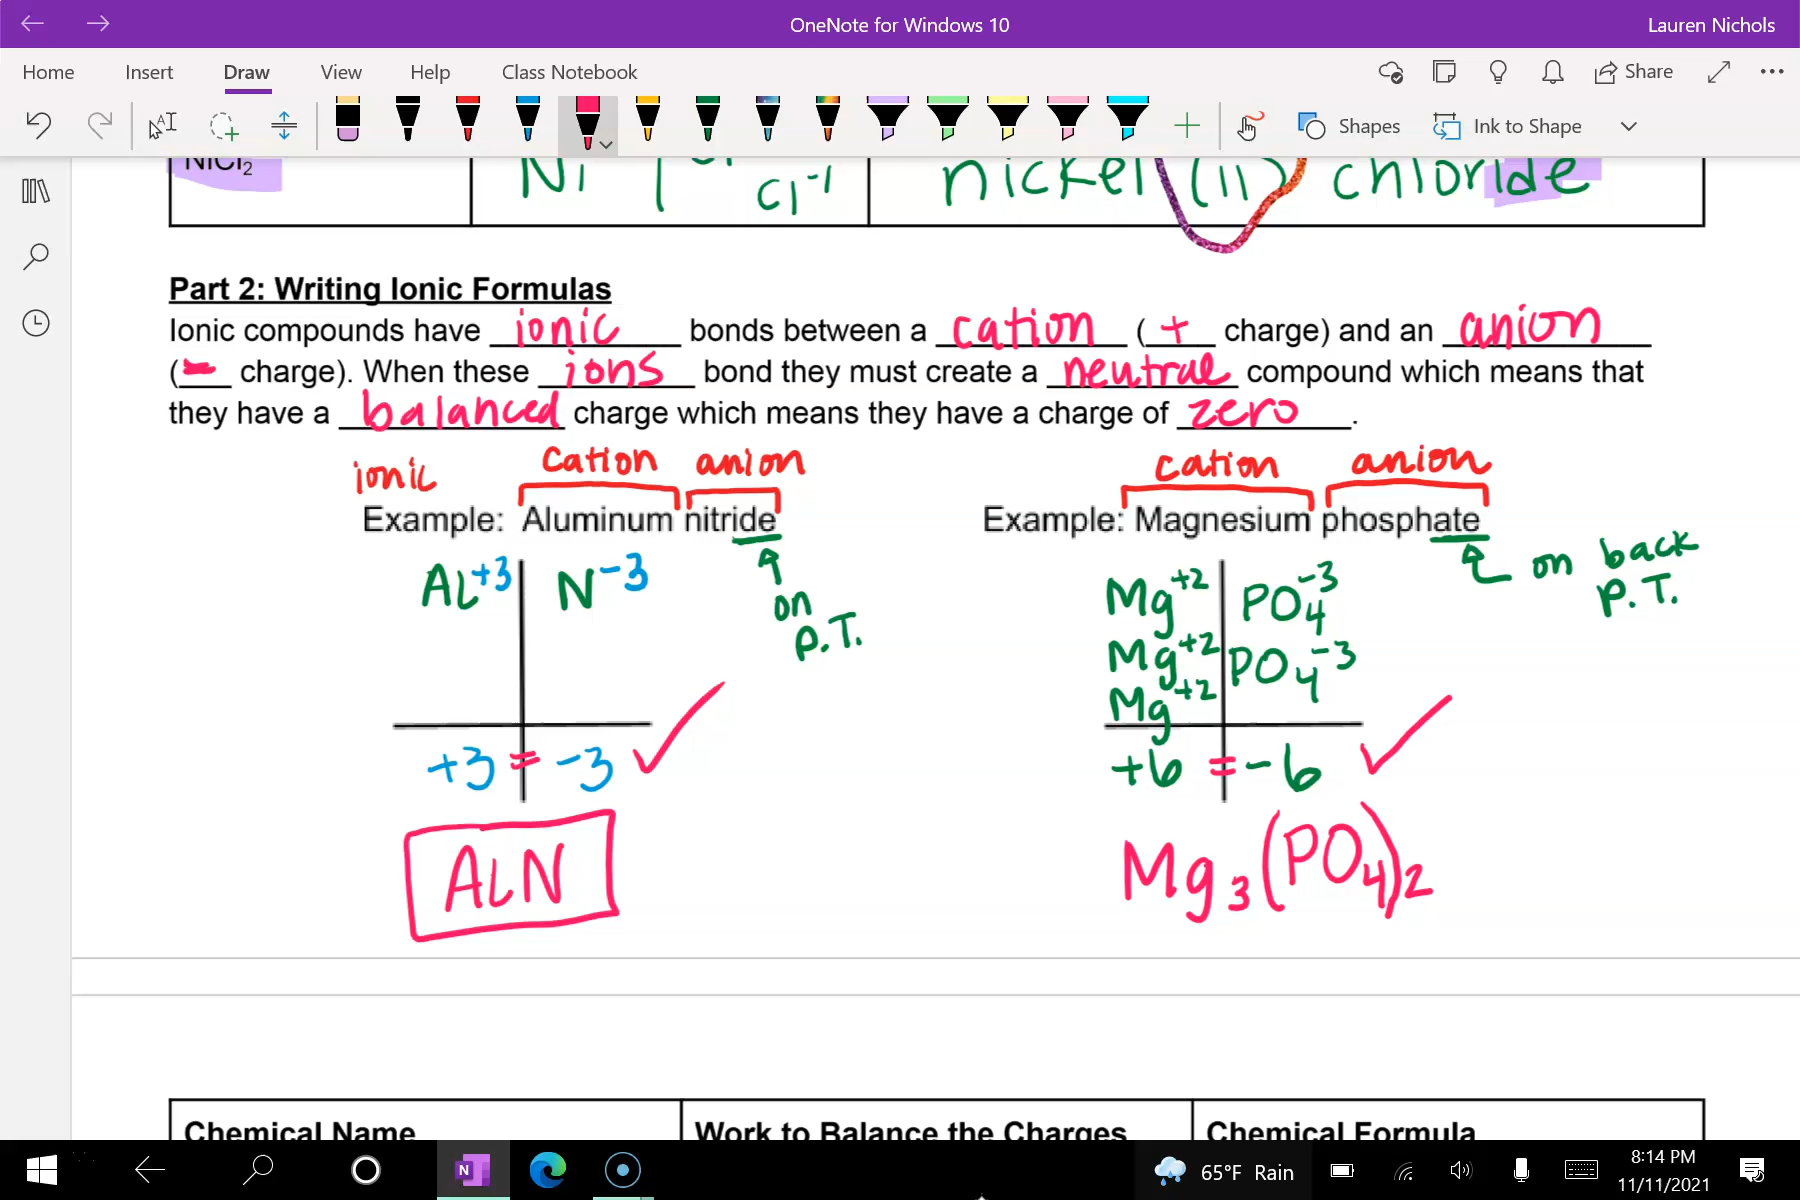 OneNote for Windows 10
Lauren Nichols
Home Insert Draw View Help Class Notebook Share
Shapes Ink to Shape
NiCl2 Ni Cl-1 nickel (II) chloride
Part 2: Writing Ionic Formulas
Ionic compounds have ionic bonds between a cation (+ charge) and an anion
(- charge). When these ions bond they must create a neutral compound which means that
they have a balanced charge which means they have a charge of zero.
ionic cation anion cation anion
Example: Aluminum nitride Example: Magnesium phosphate
on back
P.T.
AL+3 N-3
on
P.T.
Mg+2 PO4-3
Mg+2 PO4-3
Mg+2
+3 = -3
+6 = -6
ALN
Mg3(PO4)2
Chemical Name Work to Balance the Charges Chemical Formula
65°F Rain
8:14 PM
11/11/2021